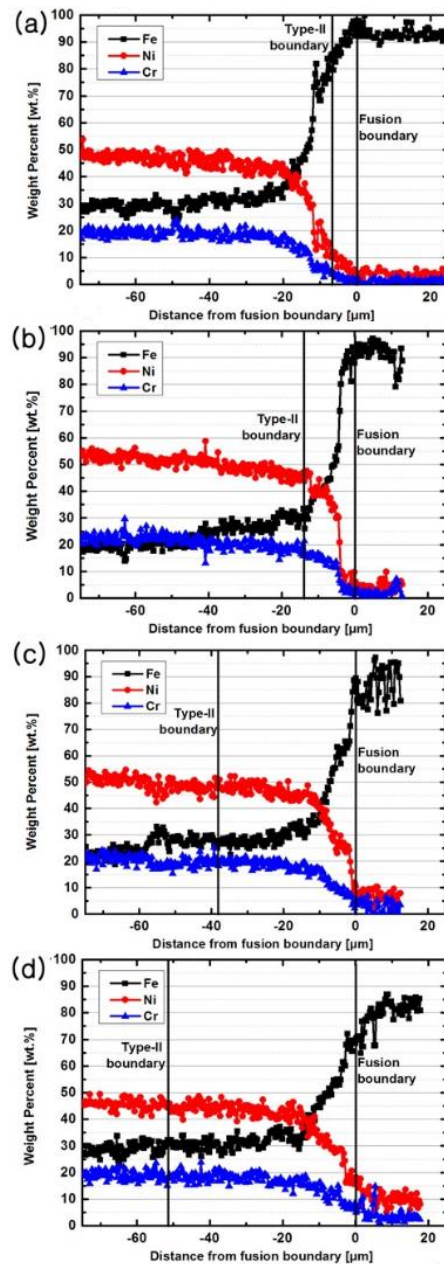 (a)
Type-II
boundary
Fe
Ni
Cr
Fusion
boundary
Weight Percent [wt.%]
100
90
80
70
60
50
40
30
20
10
0
-60
-40
-20
0
20
Distance from fusion boundary [µm]
(b)
Fe
Ni
Cr
Type-II
boundary
Fusion
boundary
Weight Percent [wt.%]
100
90
80
70
60
50
40
30
20
10
0
-60
-40
-20
0
20
Distance from fusion boundary [µm]
(c)
Fe
Ni
Cr
Type-II
boundary
Fusion
boundary
Weight Percent [wt.%]
100
90
80
70
60
50
40
30
20
10
0
-60
-40
-20
0
20
Distance from fusion boundary [µm]
(d)
Fe
Ni
Cr
Type-II
boundary
Fusion
boundary
Weight Percent [wt.%]
100
90
80
70
60
50
40
30
20
10
0
-60
-40
-20
0
20
Distance from fusion boundary [µm]